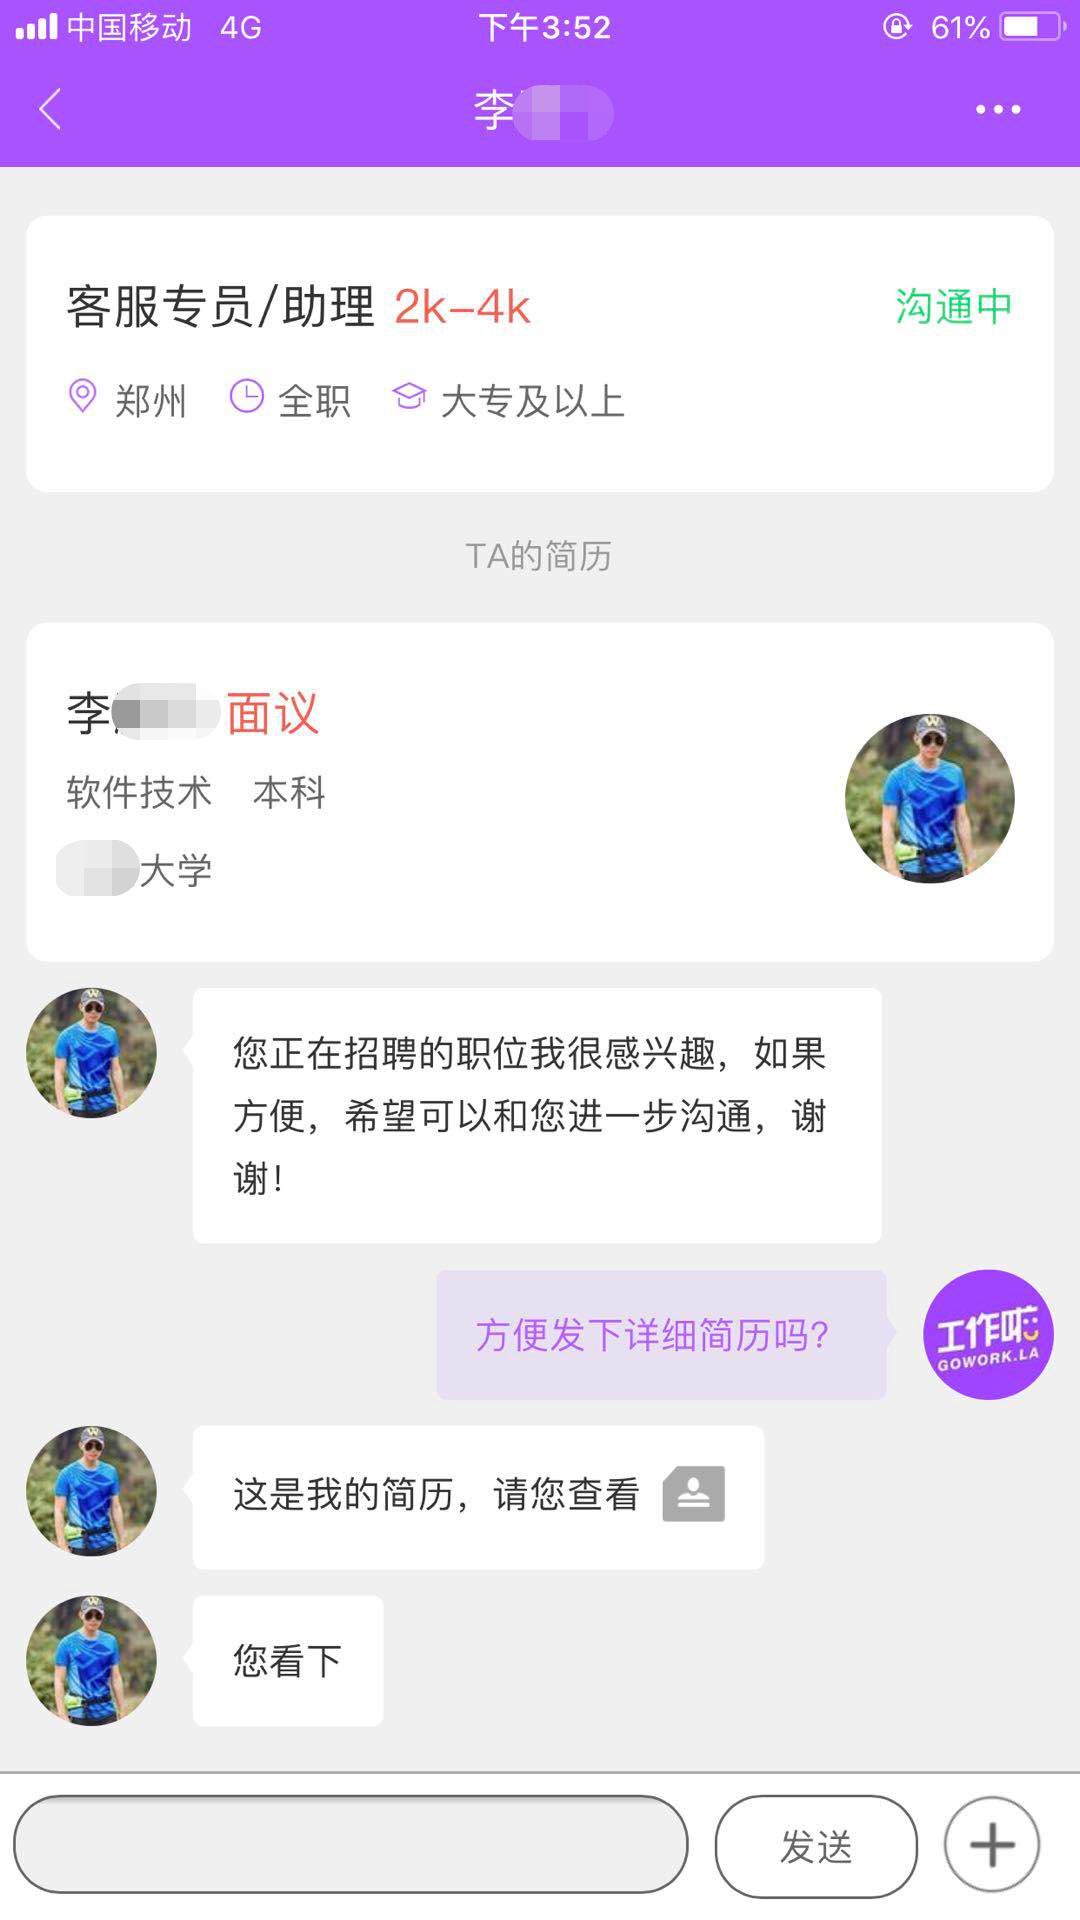 中国移动 4G 下午3:52 61%
李
客服专员/助理 2k-4k 沟通中
郑州 全职 大专及以上
TA的简历
李 面议
软件技术 本科
大学
您正在招聘的职位我很感兴趣，如果
方便，希望可以和您进一步沟通，谢
谢！
方便发下详细简历吗?
工作啦
GOWORK.LA
这是我的简历，请您查看
您看下
发送